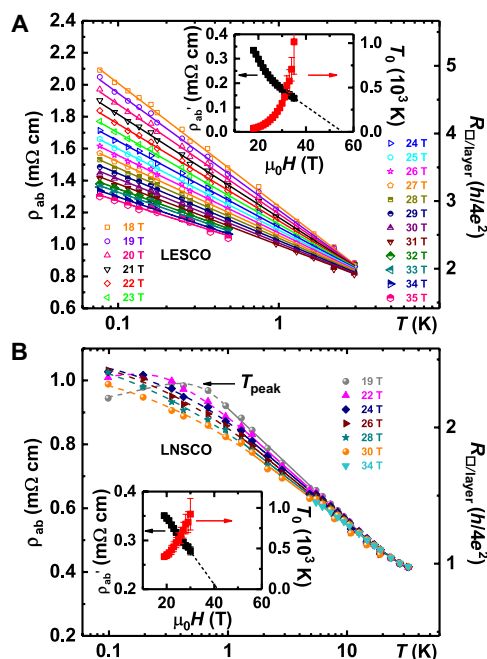 A
ρab (mΩ cm)
2.2
2.0
1.8
1.6
1.4
1.2
1.0
0.8
0.6
0.1
1
T (K)
5
4
3
2
R□/layer (h/4e²)
LESCO
18 T
19 T
20 T
21 T
22 T
23 T
24 T
25 T
26 T
27 T
28 T
29 T
30 T
31 T
32 T
33 T
34 T
35 T
ρab' (mΩ cm)
0.4
0.3
0.2
0.1
0.0
0
20
40
60
μ0H (T)
1.0
0.5
0.0
T0 (10³ K)
B
ρab (mΩ cm)
1.0
0.8
0.6
0.4
0.2
0.1
1
10
T (K)
2
1
R□/layer (h/4e²)
LNSCO
Tpeak
19 T
22 T
24 T
26 T
28 T
30 T
34 T
ρab' (mΩ cm)
0.4
0.3
0.2
0
20
40
60
μ0H (T)
1.0
0.5
0.0
T0 (10³ K)